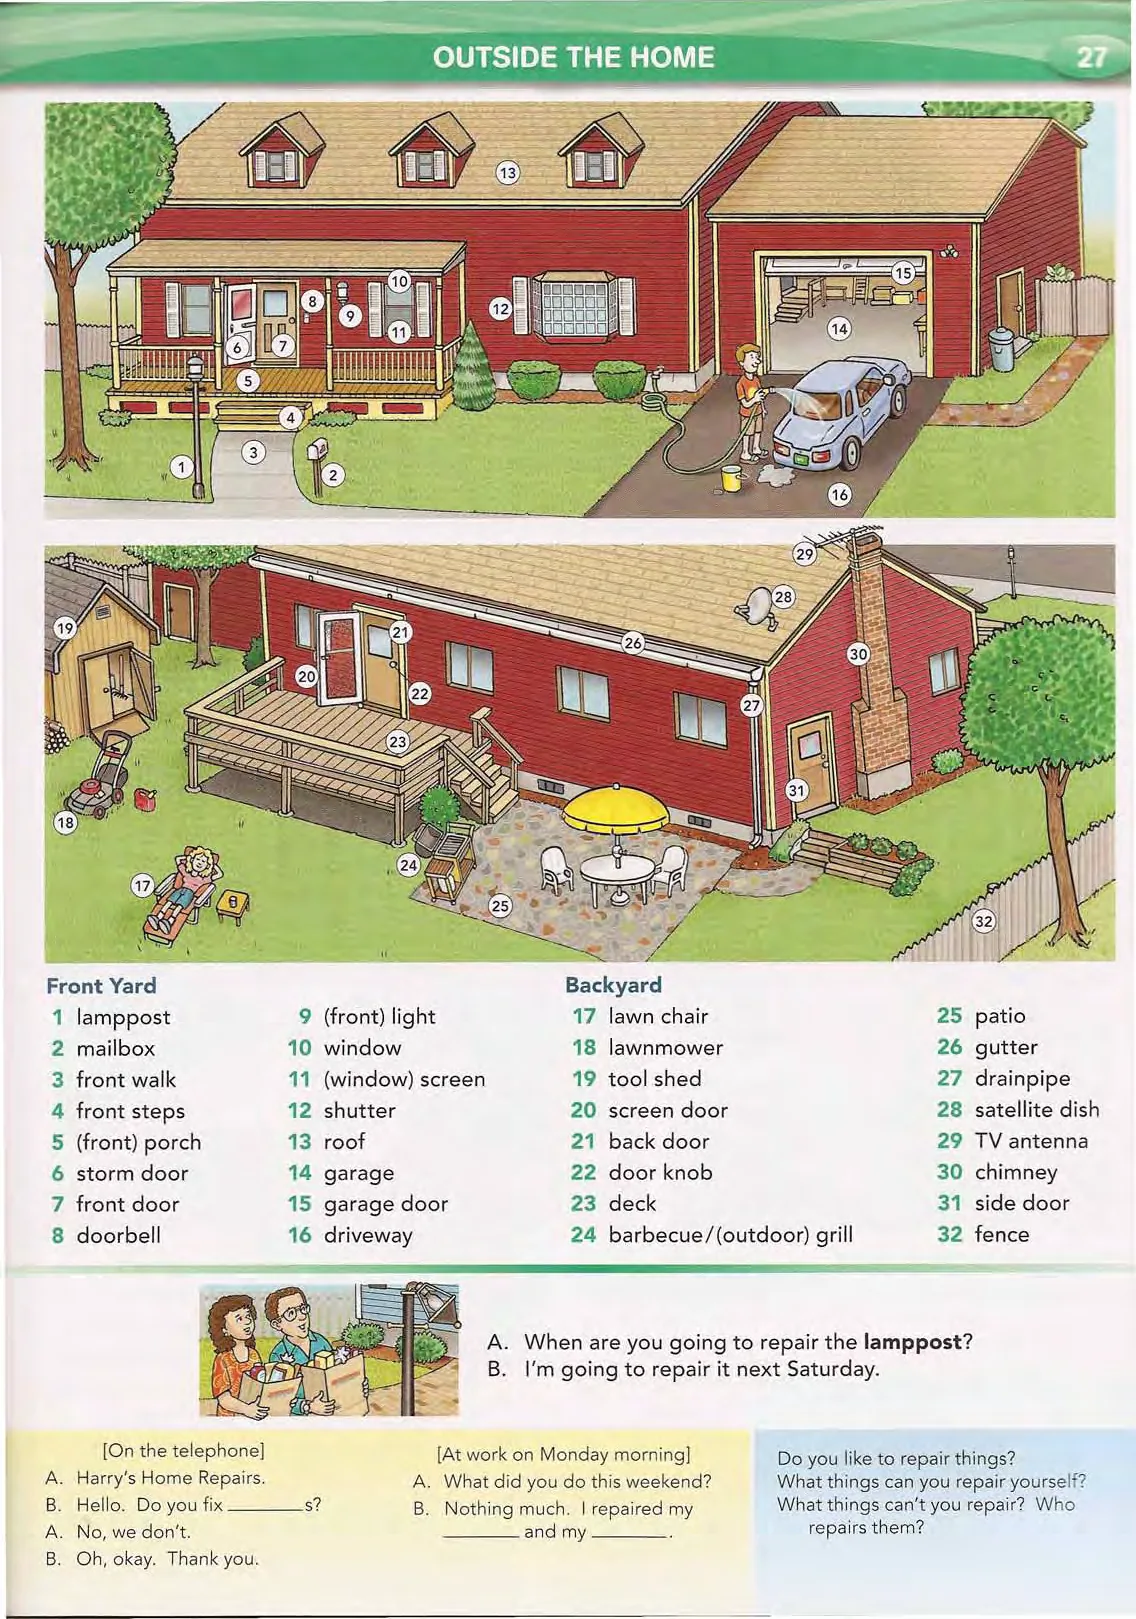 OUTSIDE THE HOME
27
13
10
15
8
9
12
11
14
6
7
5
4
3
1
2
16
29
28
19
21
26
30
20
22
27
23
31
18
24
17
25
32
Front Yard
1 lamppost
2 mailbox
3 front walk
4 front steps
5 (front) porch
6 storm door
7 front door
8 doorbell
9 (front) light
10 window
11 (window) screen
12 shutter
13 roof
14 garage
15 garage door
16 driveway
Backyard
17 lawn chair
18 lawnmower
19 tool shed
20 screen door
21 back door
22 door knob
23 deck
24 barbecue/(outdoor) grill
25 patio
26 gutter
27 drainpipe
28 satellite dish
29 TV antenna
30 chimney
31 side door
32 fence
A. When are you going to repair the lamppost?
B. I'm going to repair it next Saturday.
[On the telephone]
A. Harry's Home Repairs.
B. Hello. Do you fix ________s?
A. No, we don't.
B. Oh, okay. Thank you.
[At work on Monday morning]
A. What did you do this weekend?
B. Nothing much. I repaired my
________ and my ________.
Do you like to repair things?
What things can you repair yourself?
What things can't you repair? Who
repairs them?